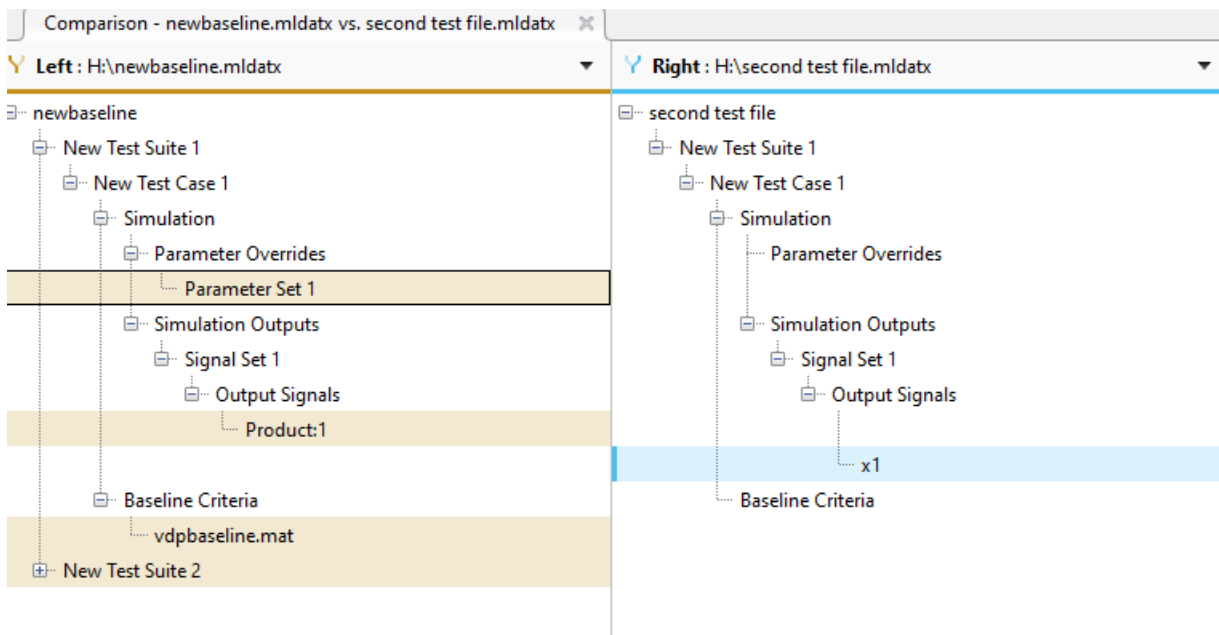 Comparison - newbaseline.mldatx vs. second test file.mldatx
Left : H:\newbaseline.mldatx
newbaseline
New Test Suite 1
New Test Case 1
Simulation
Parameter Overrides
Parameter Set 1
Simulation Outputs
Signal Set 1
Output Signals
Product:1
Baseline Criteria
vdpbaseline.mat
New Test Suite 2
Right : H:\second test file.mldatx
second test file
New Test Suite 1
New Test Case 1
Simulation
Parameter Overrides
Simulation Outputs
Signal Set 1
Output Signals
x1
Baseline Criteria